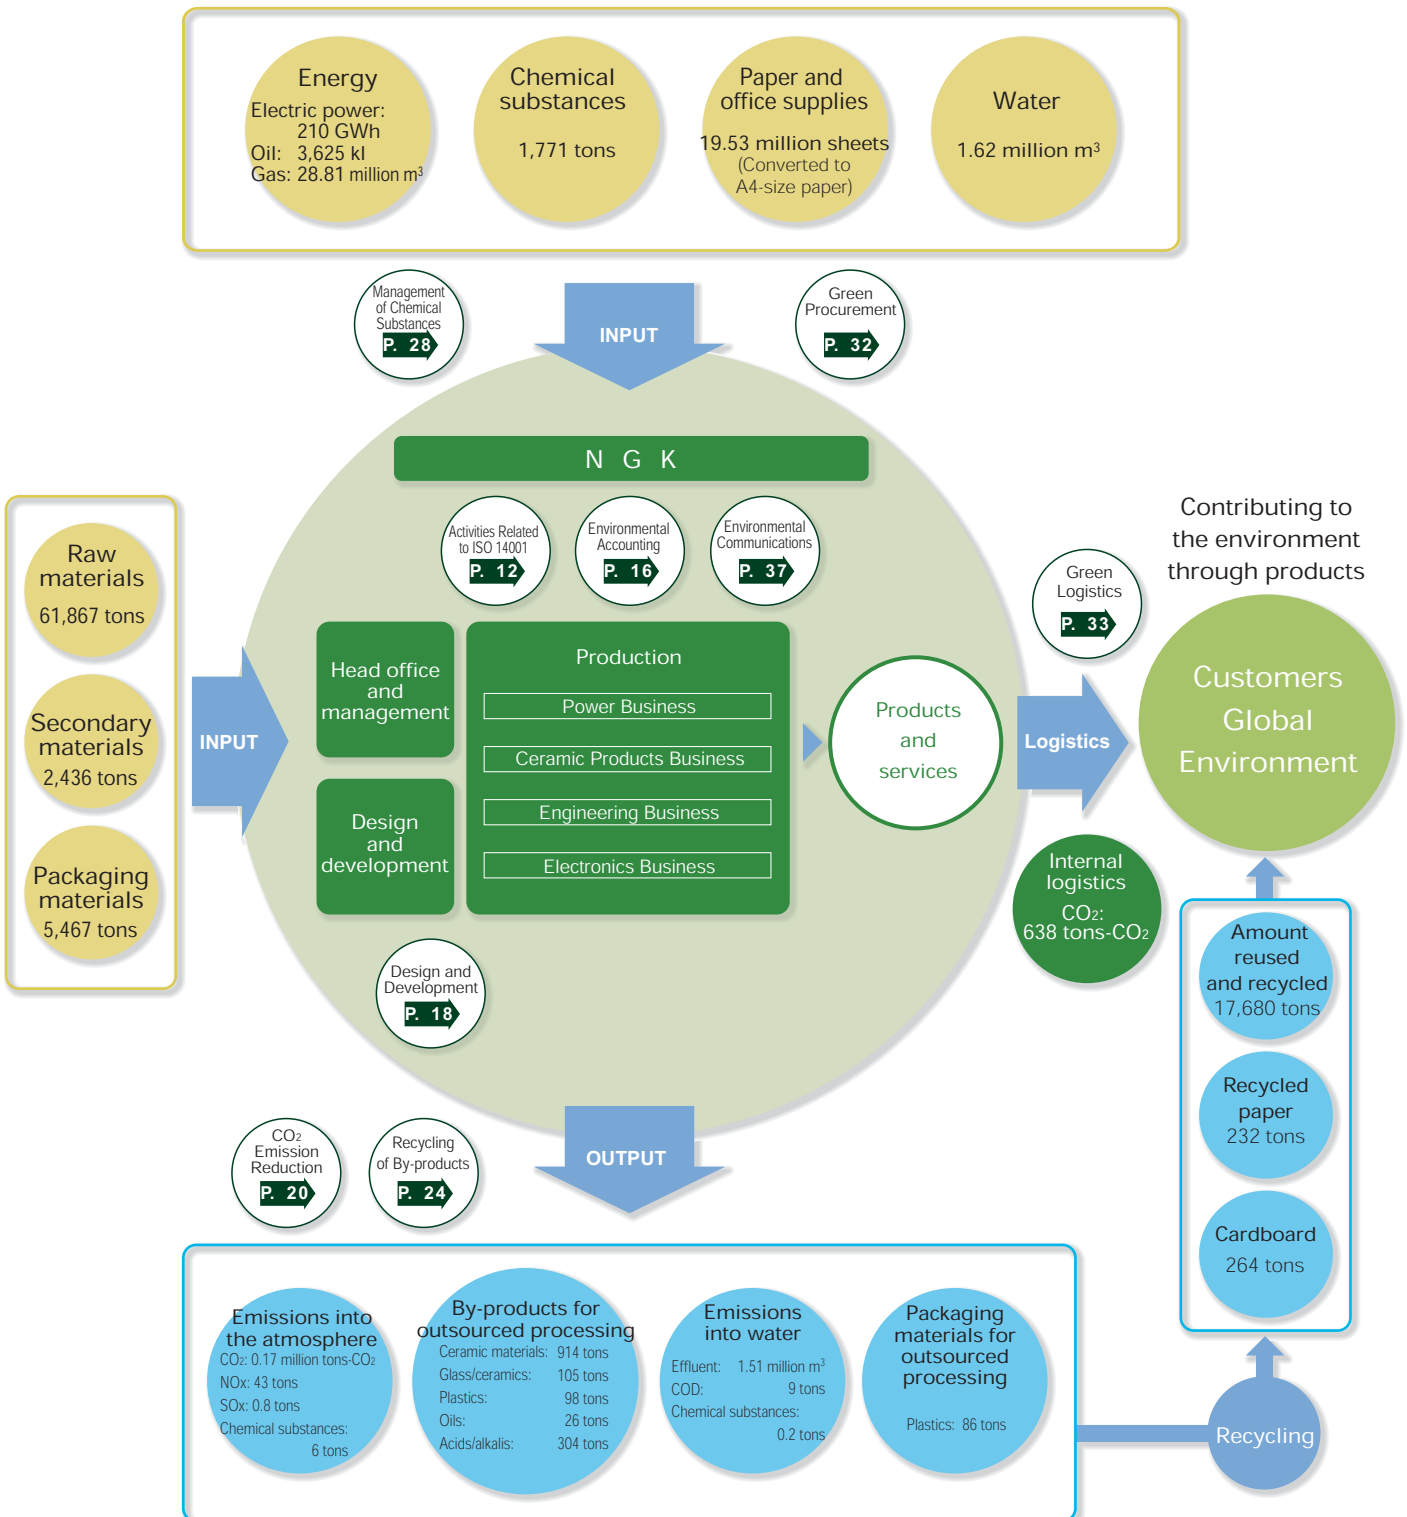 Energy
Electric power:
210 GWh
Oil: 3,625 kl
Gas: 28.81 million m³
Chemical
substances
1,771 tons
Paper and
office supplies
19.53 million sheets
(Converted to
A4-size paper)
Water
1.62 million m³
Management
of Chemical
Substances
P. 28
INPUT
Green
Procurement
P. 32
N G K
Activities Related
to ISO 14001
P. 12
Environmental
Accounting
P. 16
Environmental
Communications
P. 37
Raw
materials
61,867 tons
Secondary
materials
2,436 tons
Packaging
materials
5,467 tons
INPUT
Head office
and
management
Design
and
development
Production
Power Business
Ceramic Products Business
Engineering Business
Electronics Business
Products
and
services
Green
Logistics
P. 33
Logistics
Internal
logistics
CO₂:
638 tons-CO₂
Contributing to
the environment
through products
Customers
Global
Environment
Design and
Development
P. 18
Amount
reused
and recycled
17,680 tons
Recycled
paper
232 tons
Cardboard
264 tons
CO₂
Emission
Reduction
P. 20
Recycling
of By-products
P. 24
OUTPUT
Emissions into
the atmosphere
CO₂: 0.17 million tons-CO₂
NOx: 43 tons
SOx: 0.8 tons
Chemical substances:
6 tons
By-products for
outsourced processing
Ceramic materials: 914 tons
Glass/ceramics: 105 tons
Plastics: 98 tons
Oils: 26 tons
Acids/alkalis: 304 tons
Emissions
into water
Effluent: 1.51 million m³
COD: 9 tons
Chemical substances:
0.2 tons
Packaging
materials for
outsourced
processing
Plastics: 86 tons
Recycling